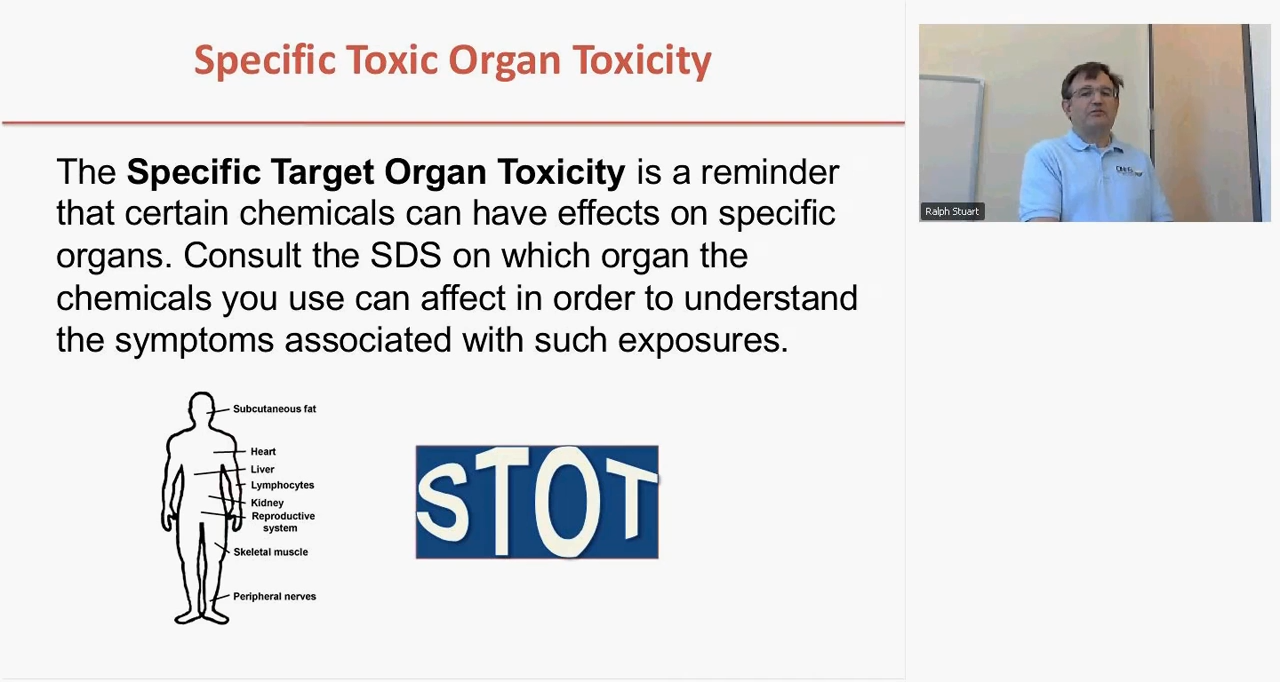 Specific Toxic Organ Toxicity
The Specific Target Organ Toxicity is a reminder
that certain chemicals can have effects on specific
organs. Consult the SDS on which organ the
chemicals you use can affect in order to understand
the symptoms associated with such exposures.
Subcutaneous fat
Heart
Liver
Lymphocytes
Kidney
Reproductive
system
Skeletal muscle
Peripheral nerves
STOT
Ralph Stuart